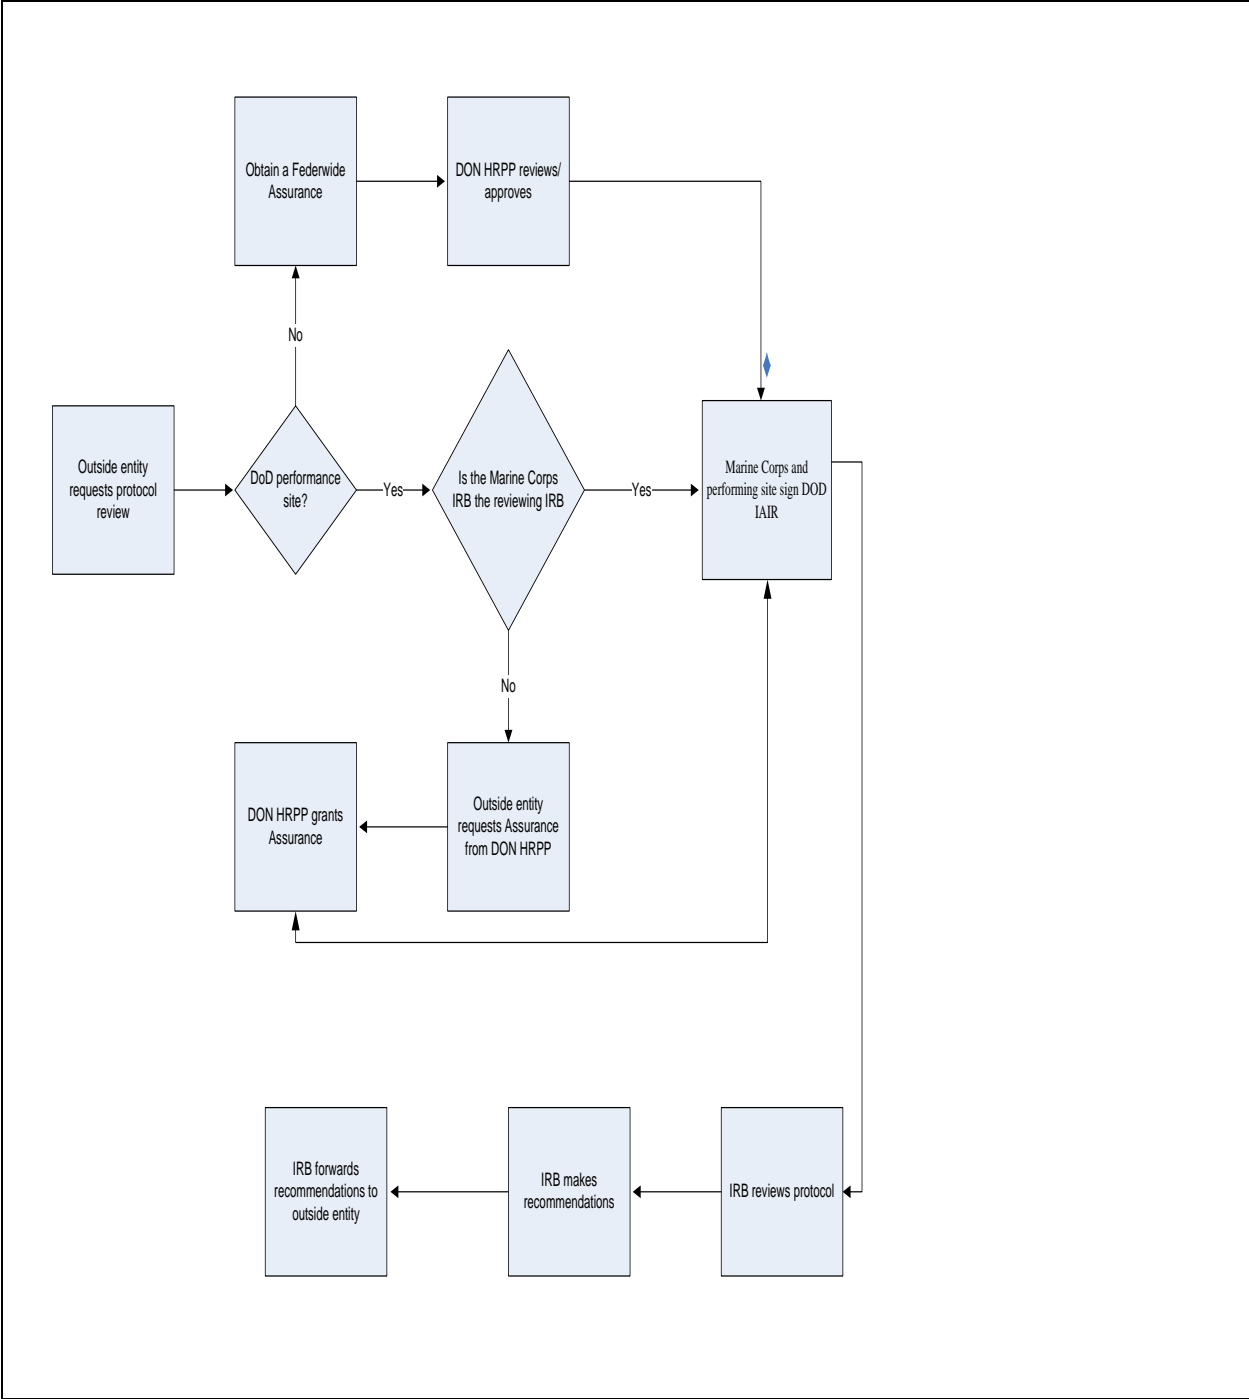 Obtain a Federwide
Assurance
DON HRPP reviews/
approves
No
Outside entity
requests protocol
review
DoD performance
site?
Yes
Is the Marine Corps
IRB the reviewing IRB
Yes
Marine Corps and
performing site sign DOD
IAIR
No
DON HRPP grants
Assurance
Outside entity
requests Assurance
from DON HRPP
IRB forwards
recommendations to
outside entity
IRB makes
recommendations
IRB reviews protocol